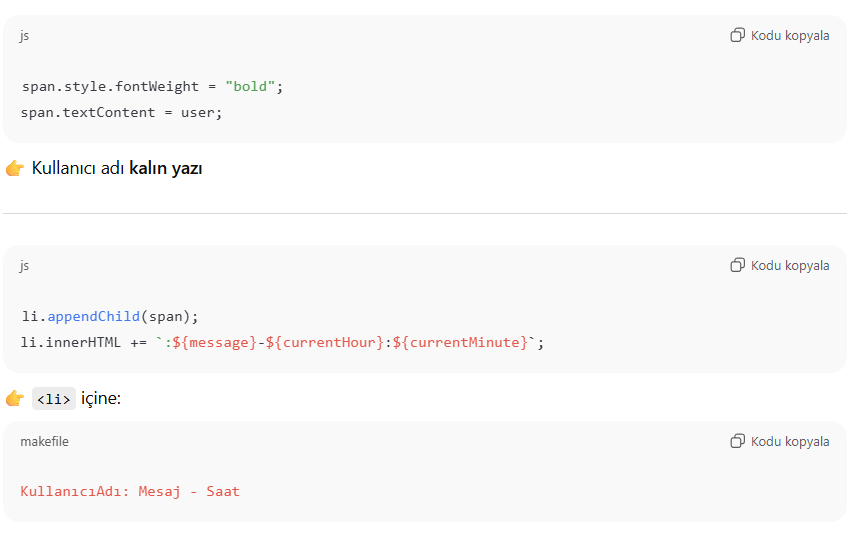 js
Kodu kopyala
span.style.fontWeight = "bold";
span.textContent = user;
👉 Kullanıcı adı kalın yazı
js
Kodu kopyala
li.appendChild(span);
li.innerHTML += `:${message}-${currentHour}:${currentMinute}`;
👉 <li> içine:
makefile
Kodu kopyala
KullanıcıAdı: Mesaj - Saat